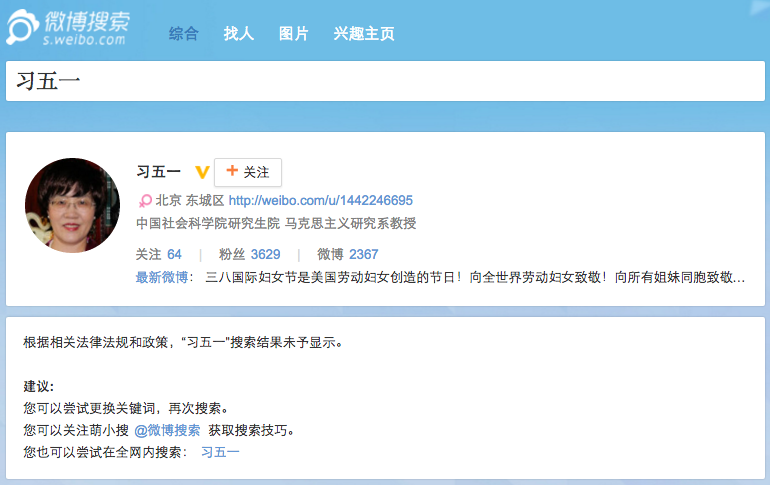 微博搜索
s.weibo.com
综合 找人 图片 兴趣主页
习五一
习五一 V + 关注
北京 东城区 http://weibo.com/u/1442246695
中国社会科学院研究生院 马克思主义研究系教授
关注 64 | 粉丝 3629 | 微博 2367
最新微博： 三八国际妇女节是美国劳动妇女创造的节日！向全世界劳动妇女致敬！向所有姐妹同胞致敬...
根据相关法律法规和政策，“习五一”搜索结果未予显示。
建议：
您可以尝试更换关键词，再次搜索。
您可以关注萌小搜 @微博搜索 获取搜索技巧。
您也可以尝试在全网内搜索： 习五一